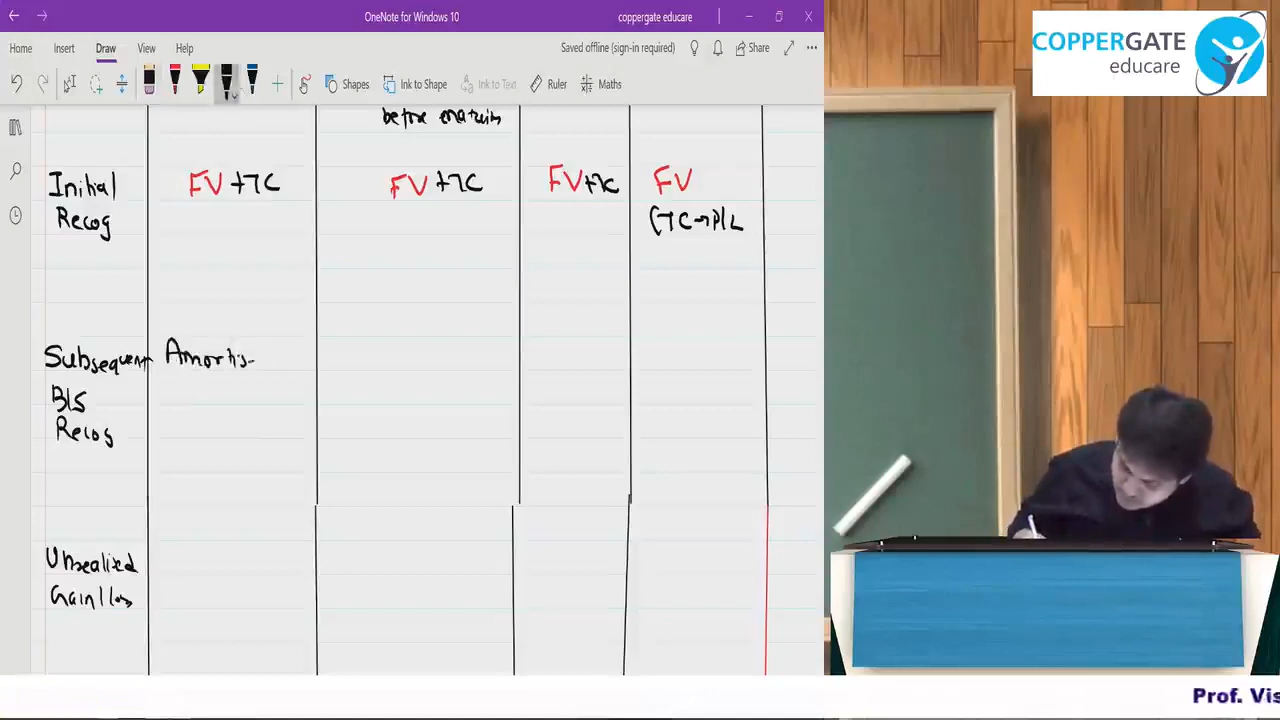 OneNote for Windows 10
coppergate educare
Home Insert Draw View Help
Saved offline (sign-in required)
Share
Shapes
Ink to Shape
Ink to Text
Ruler
Maths
COPPERGATE
educare
before
Initial
Recog
FV +TC
FV +TC
FV+TC
FV
(TC→P/L
Subsequent
B/S
Recog
Amortis
Unrealized
Gain/Loss
Prof. Vis